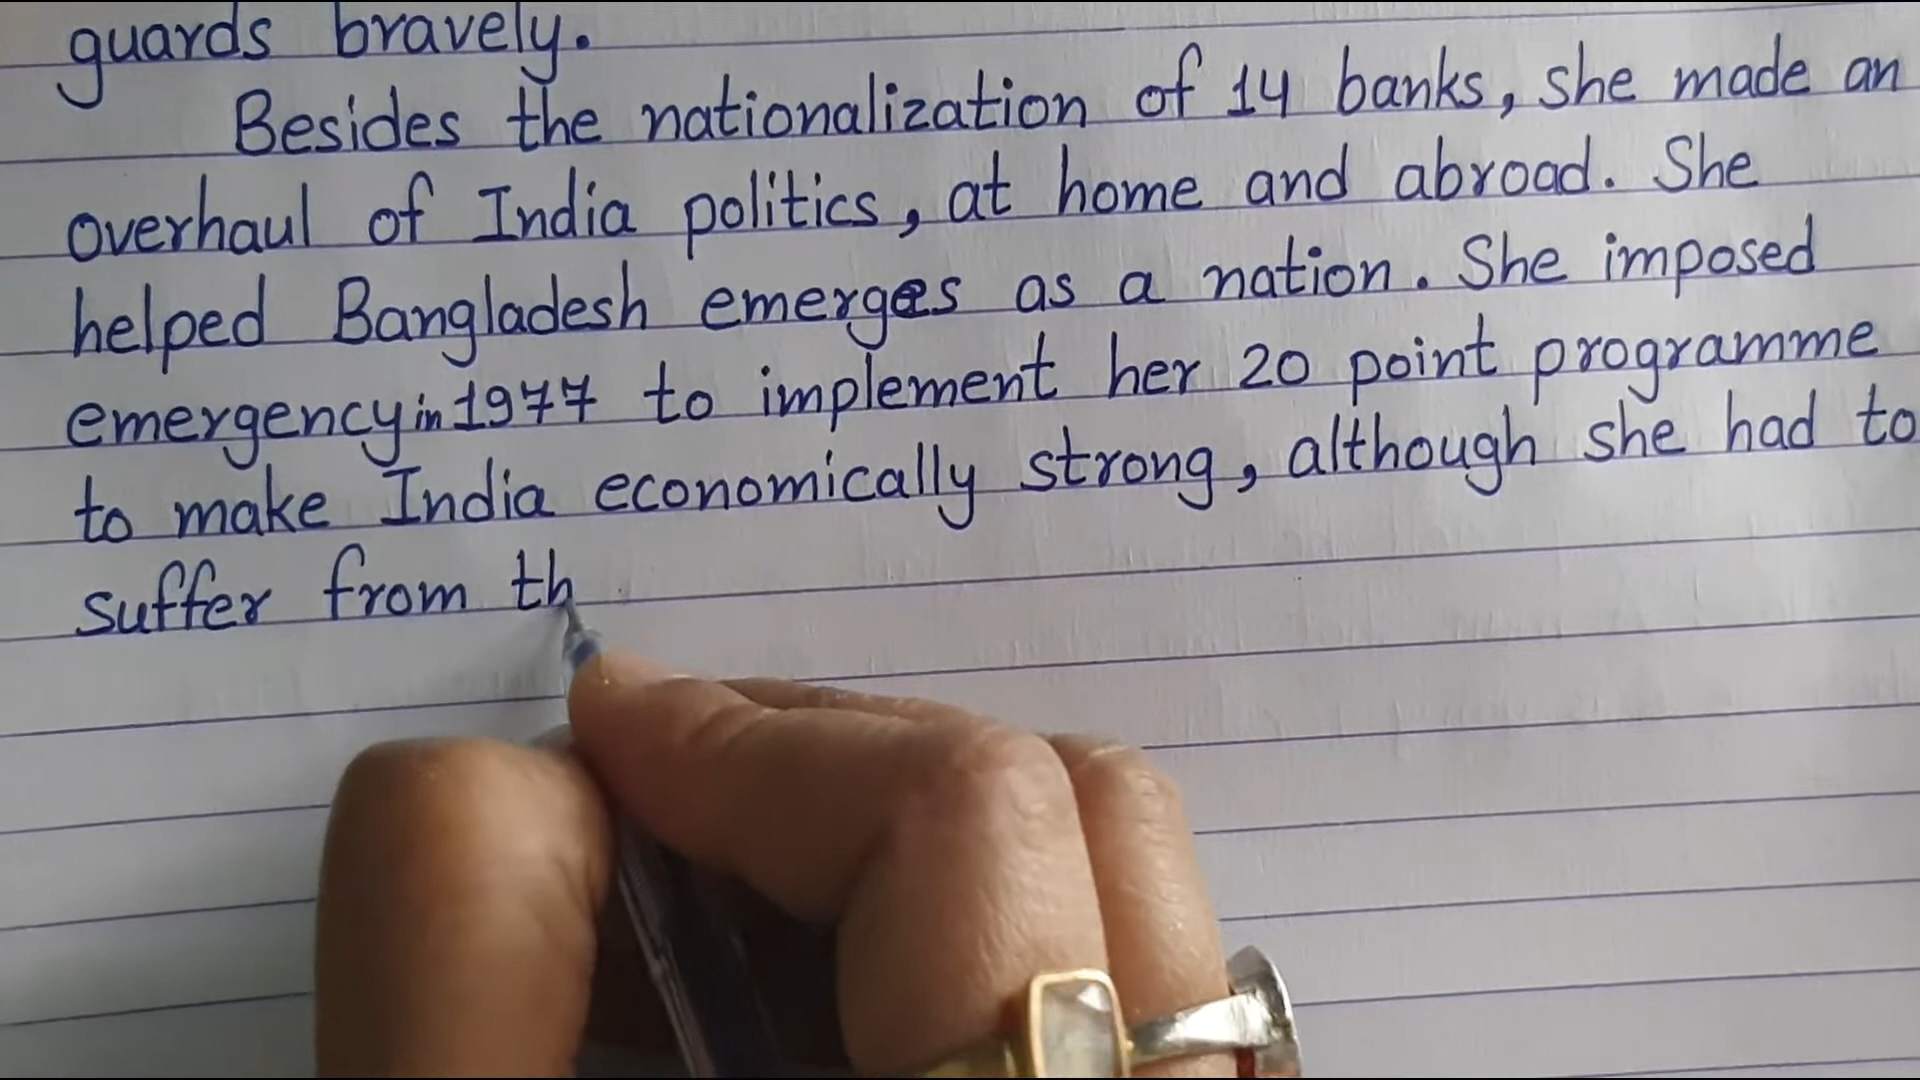 guards bravely.
Besides the nationalization of 14 banks, she made an
overhaul of India politics, at home and abroad. She
helped Bangladesh emerges as a nation. She imposed
emergency in 1977 to implement her 20 point programme
to make India economically strong, although she had to
suffer from th